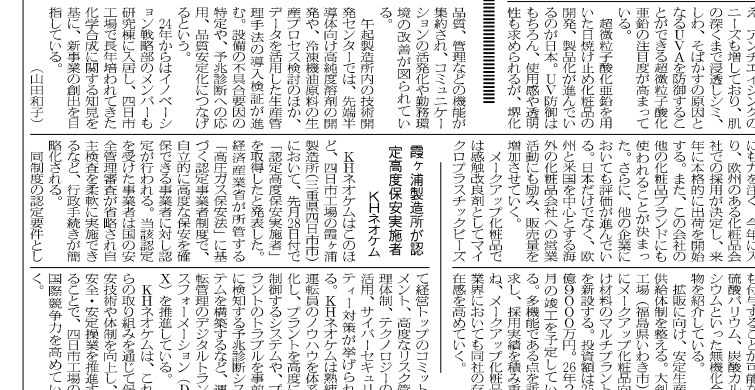 え、アンチエイジングの
ニーズも増しており、肌
の深くまで浸透しシミ、
しわ、そばかすの原因と
なるUVAを防御するこ
とができる超微粒子酸化
亜鉛の注目度が高まって
いる。
超微粒子酸化亜鉛を用
いた日焼け止め化粧品の
開発、製品化が進んでい
るのが日本。UV防御は
もちろん、使用感や透明
性も求められるが、堺化
品質、管理などの機能が
集約され、コミュニケー
ションの活発化や勤務環
境の改善が図られてい
る。
午起製造所内の技術開
発センターでは、先端半
導体向け高純度溶剤の開
発や、冷凍機油原料の生
産プロセス検討のほか、
データを活用した生産管
理手法の導入検証が進
む。設備の不具合要因の
特定や、予兆診断への応
用、品質安定化につなげ
るという。
24年からはイノベーシ
ョン戦略部のメンバーも
研究棟に入居し、四日市
工場で長年培われてきた
化学合成に関する知見を
基に、新事業の創出を目
指している。
(山田和子)
にも力を注ぐ。今年に入
り、欧州のある化粧品会
社での採用が決定し、来
年に本格的に出荷を開始
する。また、この会社の
他の化粧品ブランドにも
使われることが決まっ
た。さらに、他の企業に
おいても評価が進んでい
る。日本だけでなく、欧
州と米国を中心とする海
外の化粧品会社への営業
活動にも励み、販売量を
増加させていく。
メークアップ化粧品で
は感触改良剤としてマイ
クロプラスチックビーズ
霞ヶ浦製造所が認
定高度保安実施者
KHネオケム
KHネオケムはこのほ
ど、四日市工場の霞ヶ浦
製造所(三重県四日市市)
において、先月28日付で
「認定高度保安実施者」
を取得したと発表した。
経済産業省が所管する
「高圧ガス保安法」に基
づく認定事業者制度で、
自立的に高度な保安を確
保できる事業者に対し認
定が行われる。当該認定
を受けた事業者は国の安
全管理審査が省略され自
主検査を柔軟に実施でき
るなど、行政手続きが簡
略化される。
同制度の認定要件とし
も付与することが
硫酸バリウム、炭酸カ
シウムといった無機化合
物を紹介している。
拡販に向け、安定生産
供給体制を整える。大剣
工場(福島県いわき市)
にメークアップ化粧品向
け材料のマルチプラント
を新設する。投資額は
億8000万円。26年
月の竣工を予定してい
る。多機能である点を訴
求し、採用実績を積み重
ね、メークアップ化粧品
業界においても同社の存
在感を高めていく。
て経営トップのコミット
メント、高度なリスク管
理体制、テクノロジーの
活用、サイバーセキュリ
ティー対策が挙げられ
KHネオケムは熟練
運転員のノウハウを体系
化し、プラントを高度に
制御するシステムや、プ
ラントのトラブルを事前
に検知する予兆診断シス
テムを構築するなど、運
転管理のデジタルトラン
スフォーメーション(D
X)を推進している。
KHネオケムは、これ
らの取り組みを通じて保
安技術や体制を向上し、
安全・安定操業を推進す
ることで、四日市工場の
国際競争力を高めてい
く。